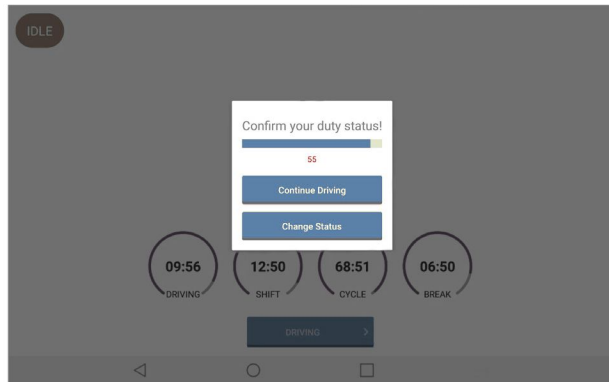 IDLE
Confirm your duty status!
55
Continue Driving
Change Status
09:56 12:50 68:51 06:50
DRIVING SHIFT CYCLE BREAK
DRIVING >